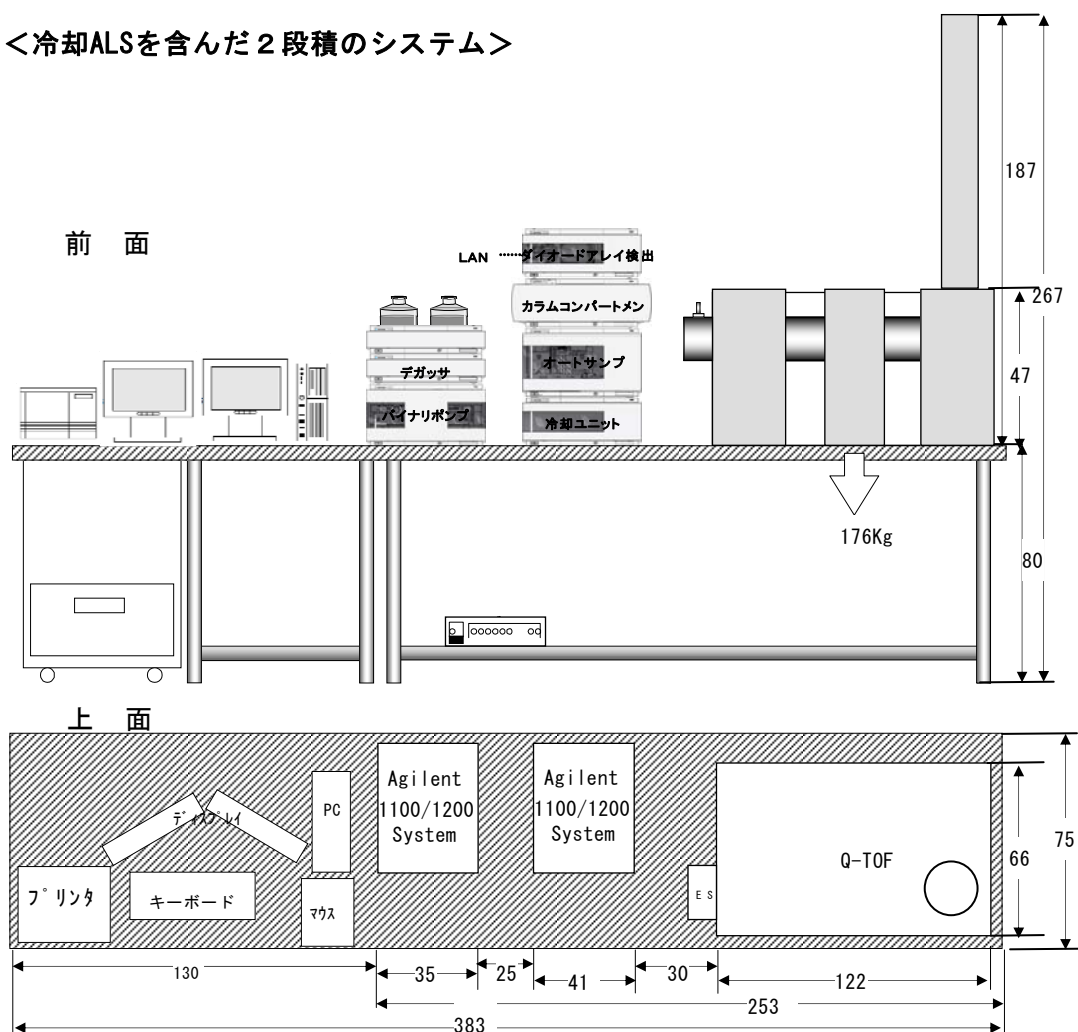 ＜冷却ALSを含んだ２段積のシステム＞
187
前 面
LAN
ダイオードアレイ検出
267
カラムコンパートメン
オートサンプ
デガッサ
47
バイナリポンプ
冷却ユニット
176Kg
80
上 面
Agilent
1100/1200
System
Agilent
1100/1200
System
PC
ディスプレイ
75
66
Q-TOF
プリンタ
キーボード
マウス
ES
130
35
25
41
30
122
253
383